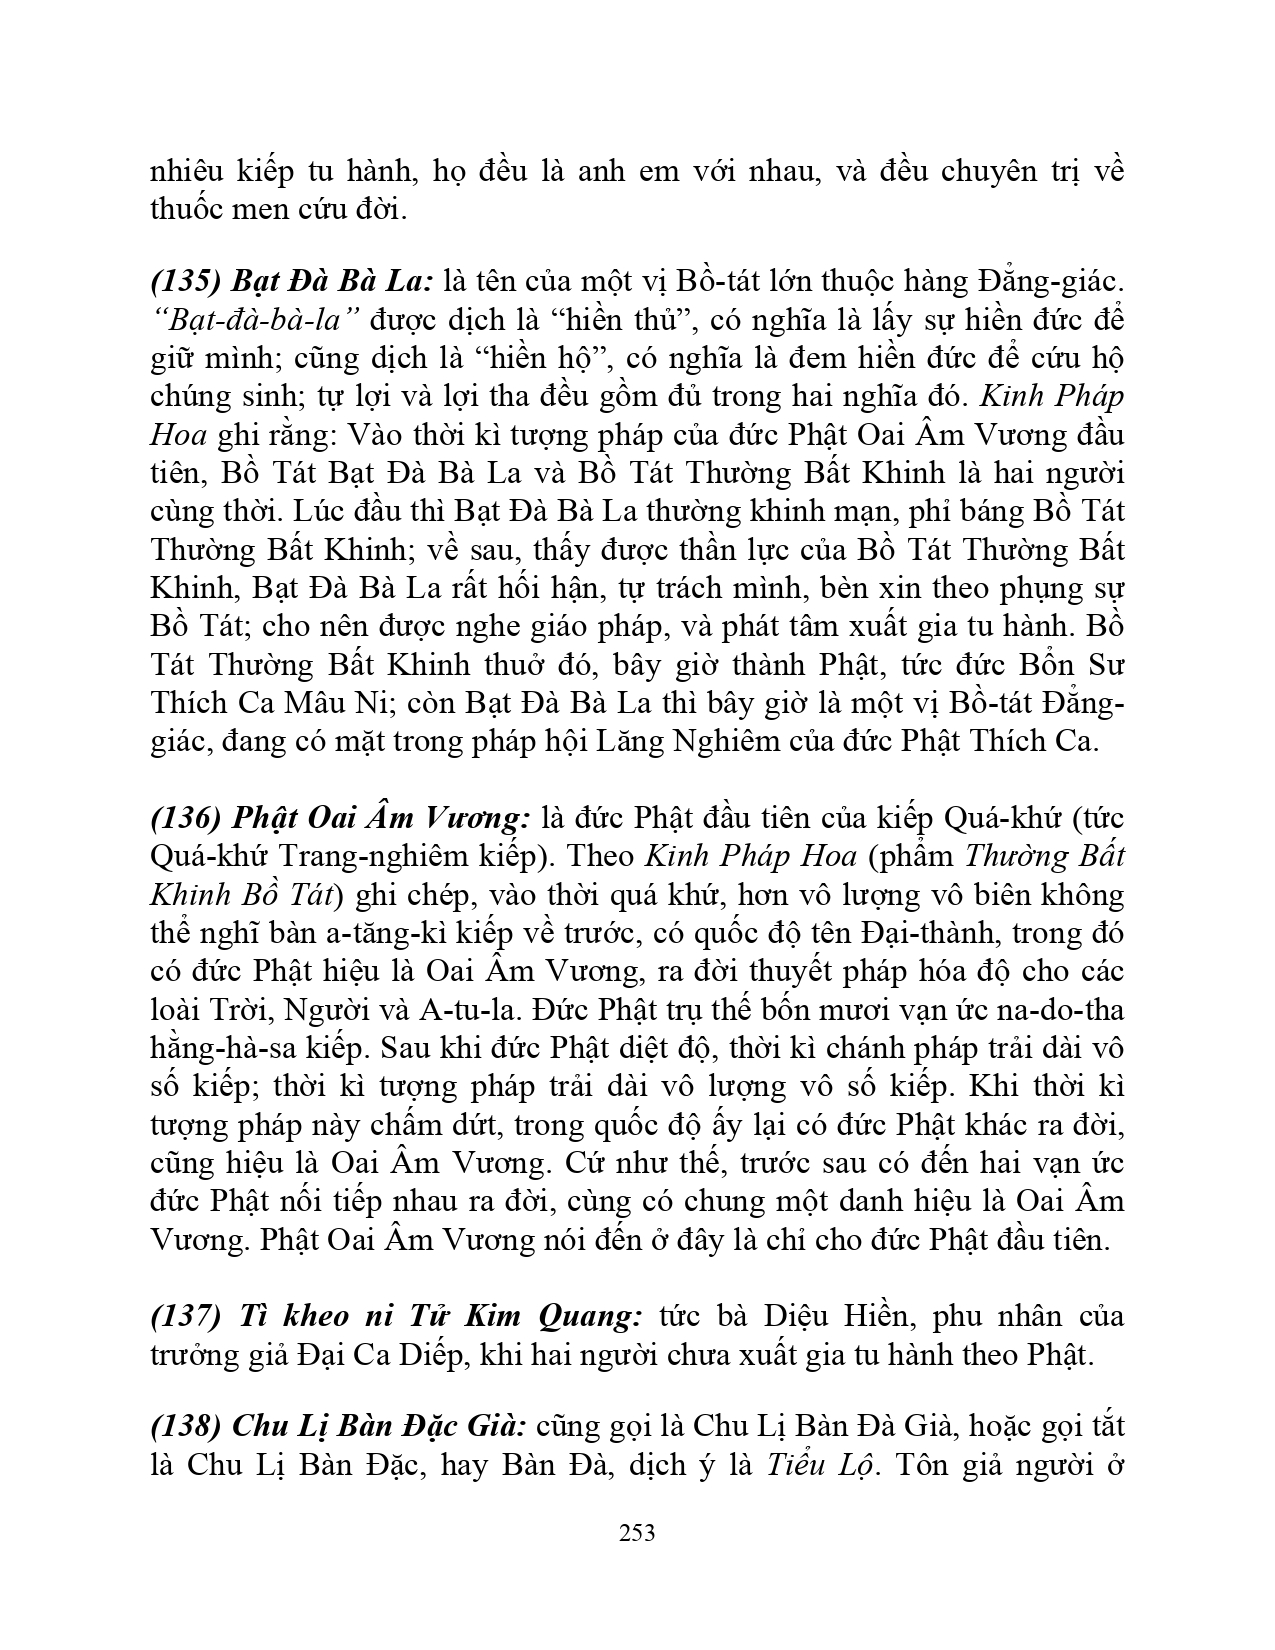 nhiêu kiếp tu hành, họ đều là anh em với nhau, và đều chuyên trị về
thuốc men cứu đời.
(135) Bạt Đà Bà La: là tên của một vị Bồ-tát lớn thuộc hàng Đẳng-giác.
“Bạt-đà-bà-la” được dịch là “hiền thủ”, có nghĩa là lấy sự hiền đức để
giữ mình; cũng dịch là “hiền hộ”, có nghĩa là đem hiền đức để cứu hộ
chúng sinh; tự lợi và lợi tha đều gồm đủ trong hai nghĩa đó. Kinh Pháp
Hoa ghi rằng: Vào thời kì tượng pháp của đức Phật Oai Âm Vương đầu
tiên, Bồ Tát Bạt Đà Bà La và Bồ Tát Thường Bất Khinh là hai người
cùng thời. Lúc đầu thì Bạt Đà Bà La thường khinh mạn, phỉ báng Bồ Tát
Thường Bất Khinh; về sau, thấy được thần lực của Bồ Tát Thường Bất
Khinh, Bạt Đà Bà La rất hối hận, tự trách mình, bèn xin theo phụng sự
Bồ Tát; cho nên được nghe giáo pháp, và phát tâm xuất gia tu hành. Bồ
Tát Thường Bất Khinh thuở đó, bây giờ thành Phật, tức đức Bổn Sư
Thích Ca Mâu Ni; còn Bạt Đà Bà La thì bây giờ là một vị Bồ-tát Đẳng-
giác, đang có mặt trong pháp hội Lăng Nghiêm của đức Phật Thích Ca.
(136) Phật Oai Âm Vương: là đức Phật đầu tiên của kiếp Quá-khứ (tức
Quá-khứ Trang-nghiêm kiếp). Theo Kinh Pháp Hoa (phẩm Thường Bất
Khinh Bồ Tát) ghi chép, vào thời quá khứ, hơn vô lượng vô biên không
thể nghĩ bàn a-tăng-kì kiếp về trước, có quốc độ tên Đại-thành, trong đó
có đức Phật hiệu là Oai Âm Vương, ra đời thuyết pháp hóa độ cho các
loài Trời, Người và A-tu-la. Đức Phật trụ thế bốn mươi vạn ức na-do-tha
hằng-hà-sa kiếp. Sau khi đức Phật diệt độ, thời kì chánh pháp trải dài vô
số kiếp; thời kì tượng pháp trải dài vô lượng vô số kiếp. Khi thời kì
tượng pháp này chấm dứt, trong quốc độ ấy lại có đức Phật khác ra đời,
cũng hiệu là Oai Âm Vương. Cứ như thế, trước sau có đến hai vạn ức
đức Phật nối tiếp nhau ra đời, cùng có chung một danh hiệu là Oai Âm
Vương. Phật Oai Âm Vương nói đến ở đây là chỉ cho đức Phật đầu tiên.
(137) Tì kheo ni Tử Kim Quang: tức bà Diệu Hiền, phu nhân của
trưởng giả Đại Ca Diếp, khi hai người chưa xuất gia tu hành theo Phật.
(138) Chu Lị Bàn Đặc Già: cũng gọi là Chu Lị Bàn Đà Già, hoặc gọi tắt
là Chu Lị Bàn Đặc, hay Bàn Đà, dịch ý là Tiểu Lộ. Tôn giả người ở
253